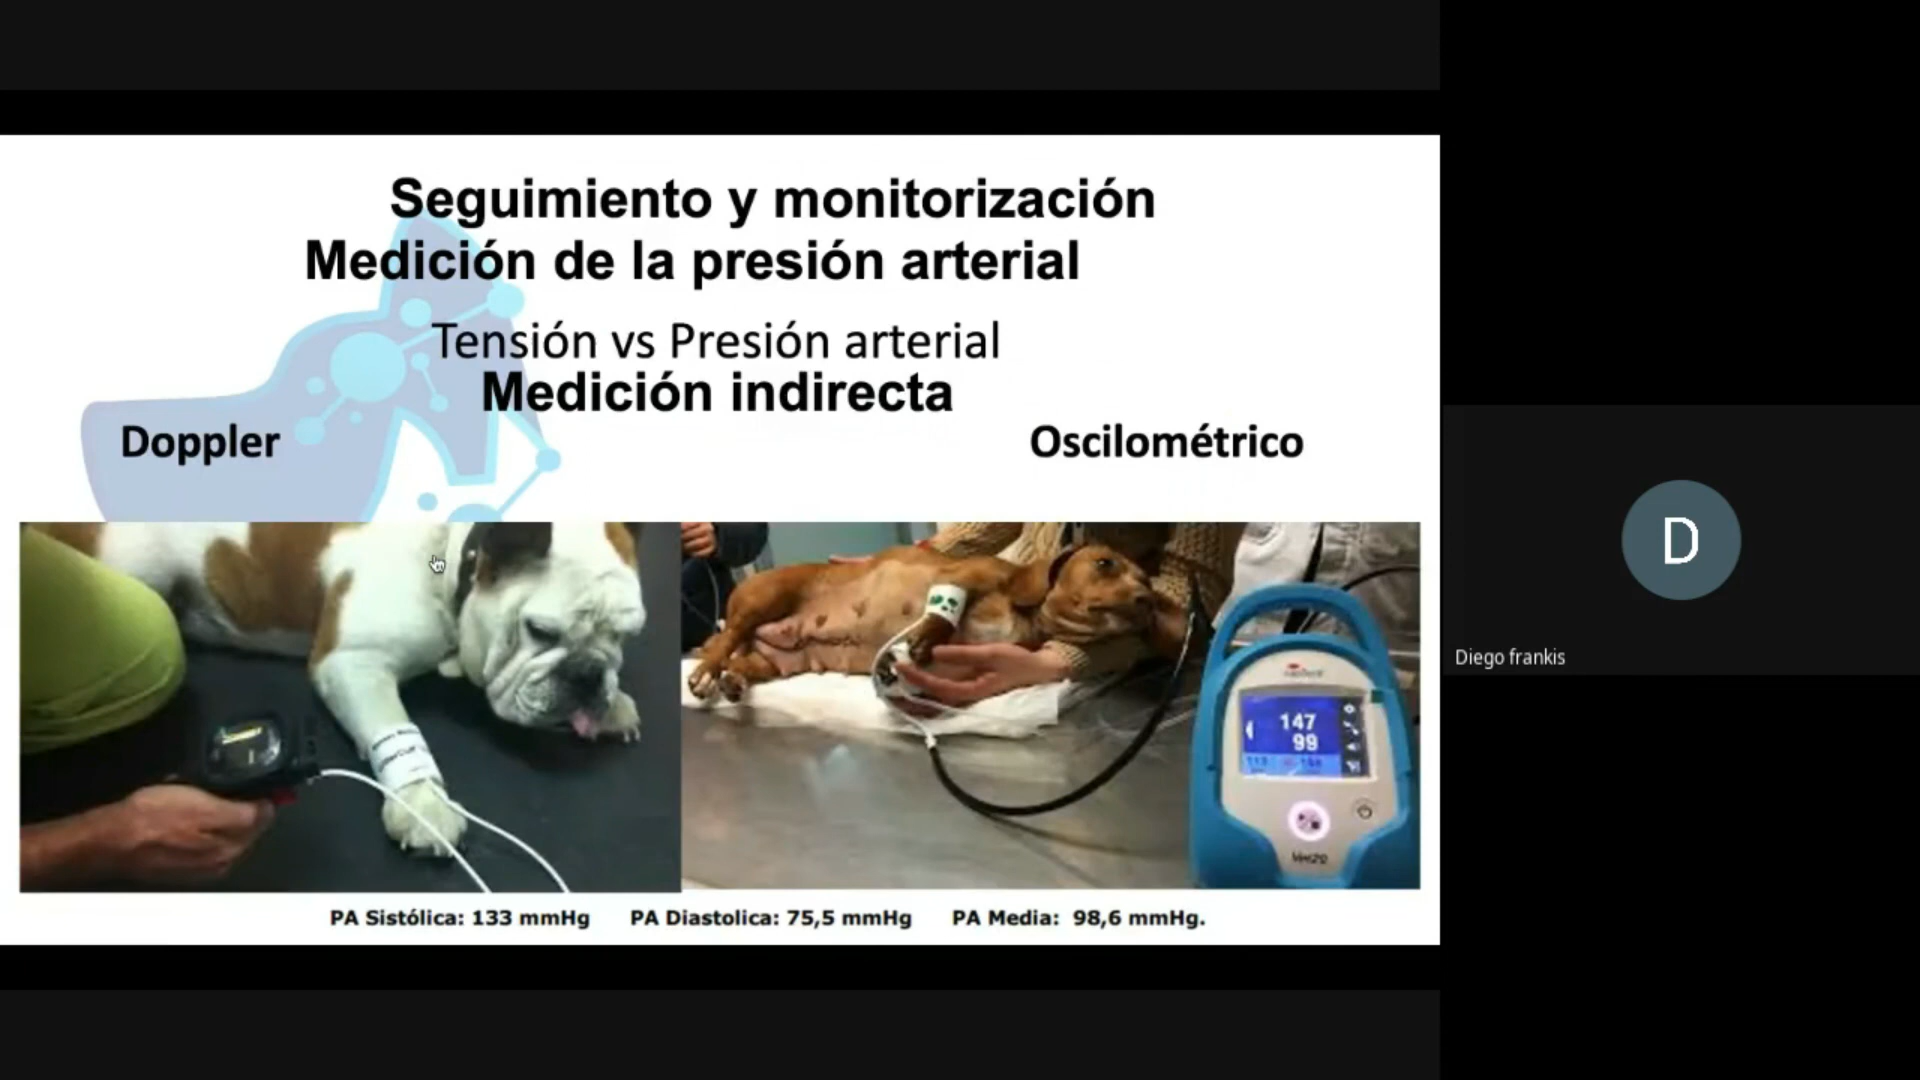 Seguimiento y monitorización
Medición de la presión arterial
Tensión vs Presión arterial
Medición indirecta
Doppler
Oscilométrico
147
99
Vet20
PA Sistólica: 133 mmHg PA Diastolica: 75,5 mmHg PA Media: 98,6 mmHg.
D
Diego frankis